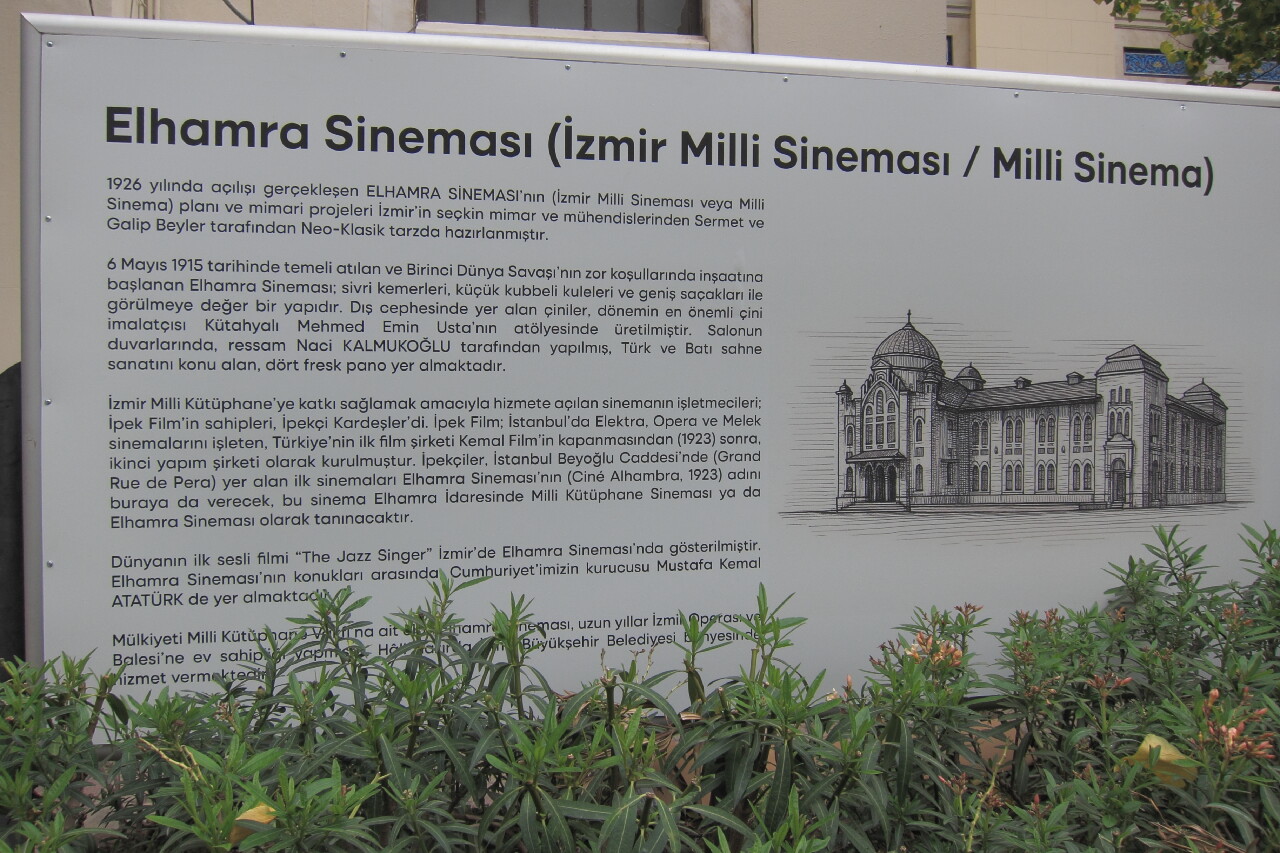 Elhamra Sineması (İzmir Milli Sineması / Milli Sinema)
1926 yılında açılışı gerçekleşen ELHAMRA SİNEMASI’nın (İzmir Milli Sineması veya Milli
Sinema) planı ve mimari projeleri İzmir’in seçkin mimar ve mühendislerinden Sermet ve
Galip Beyler tarafından Neo-Klasik tarzda hazırlanmıştır.
6 Mayıs 1915 tarihinde temeli atılan ve Birinci Dünya Savaşı’nın zor koşullarında inşaatına
başlanan Elhamra Sineması; sivri kemerleri, küçük kubbeli kuleleri ve geniş saçakları ile
görülmeye değer bir yapıdır. Dış cephesinde yer alan çiniler, dönemin en önemli çini
imalatçısı Kütahyalı Mehmed Emin Usta’nın atölyesinde üretilmiştir. Salonun
duvarlarında, ressam Naci KALMUKOĞLU tarafından yapılmış, Türk ve Batı sahne
sanatını konu alan, dört fresk pano yer almaktadır.
İzmir Milli Kütüphane’ye katkı sağlamak amacıyla hizmete açılan sinemanın işletmecileri;
İpek Film’in sahipleri, İpekçi Kardeşler’di. İpek Film; İstanbul’da Elektra, Opera ve Melek
sinemalarını işleten, Türkiye’nin ilk film şirketi Kemal Film’in kapanmasından (1923) sonra,
ikinci yapım şirketi olarak kurulmuştur. İpekçiler, İstanbul Beyoğlu Caddesi’nde (Grand
Rue de Pera) yer alan ilk sinemaları Elhamra Sineması’nın (Ciné Alhambra, 1923) adını
buraya da verecek, bu sinema Elhamra İdaresinde Milli Kütüphane Sineması ya da
Elhamra Sineması olarak tanınacaktır.
Dünyanın ilk sesli filmi “The Jazz Singer” İzmir’de Elhamra Sineması’nda gösterilmiştir.
Elhamra Sineması’nın konukları arasında Cumhuriyet’imizin kurucusu Mustafa Kemal
ATATÜRK de yer almaktadır.
Mülkiyeti Milli Kütüphane Vakfı’na ait Elhamra Sineması, uzun yıllar İzmir Operası ve
Balesi’ne ev sahipliği Büyükşehir Belediyesi bünyesinde
hizmet vermektedir.